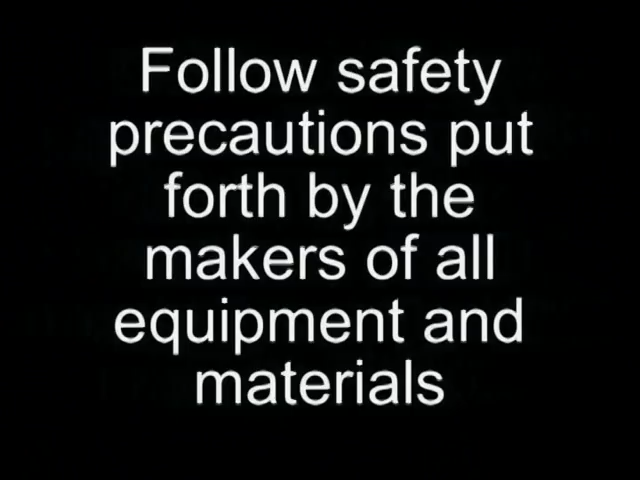 Follow safety
precautions put
forth by the
makers of all
equipment and
materials